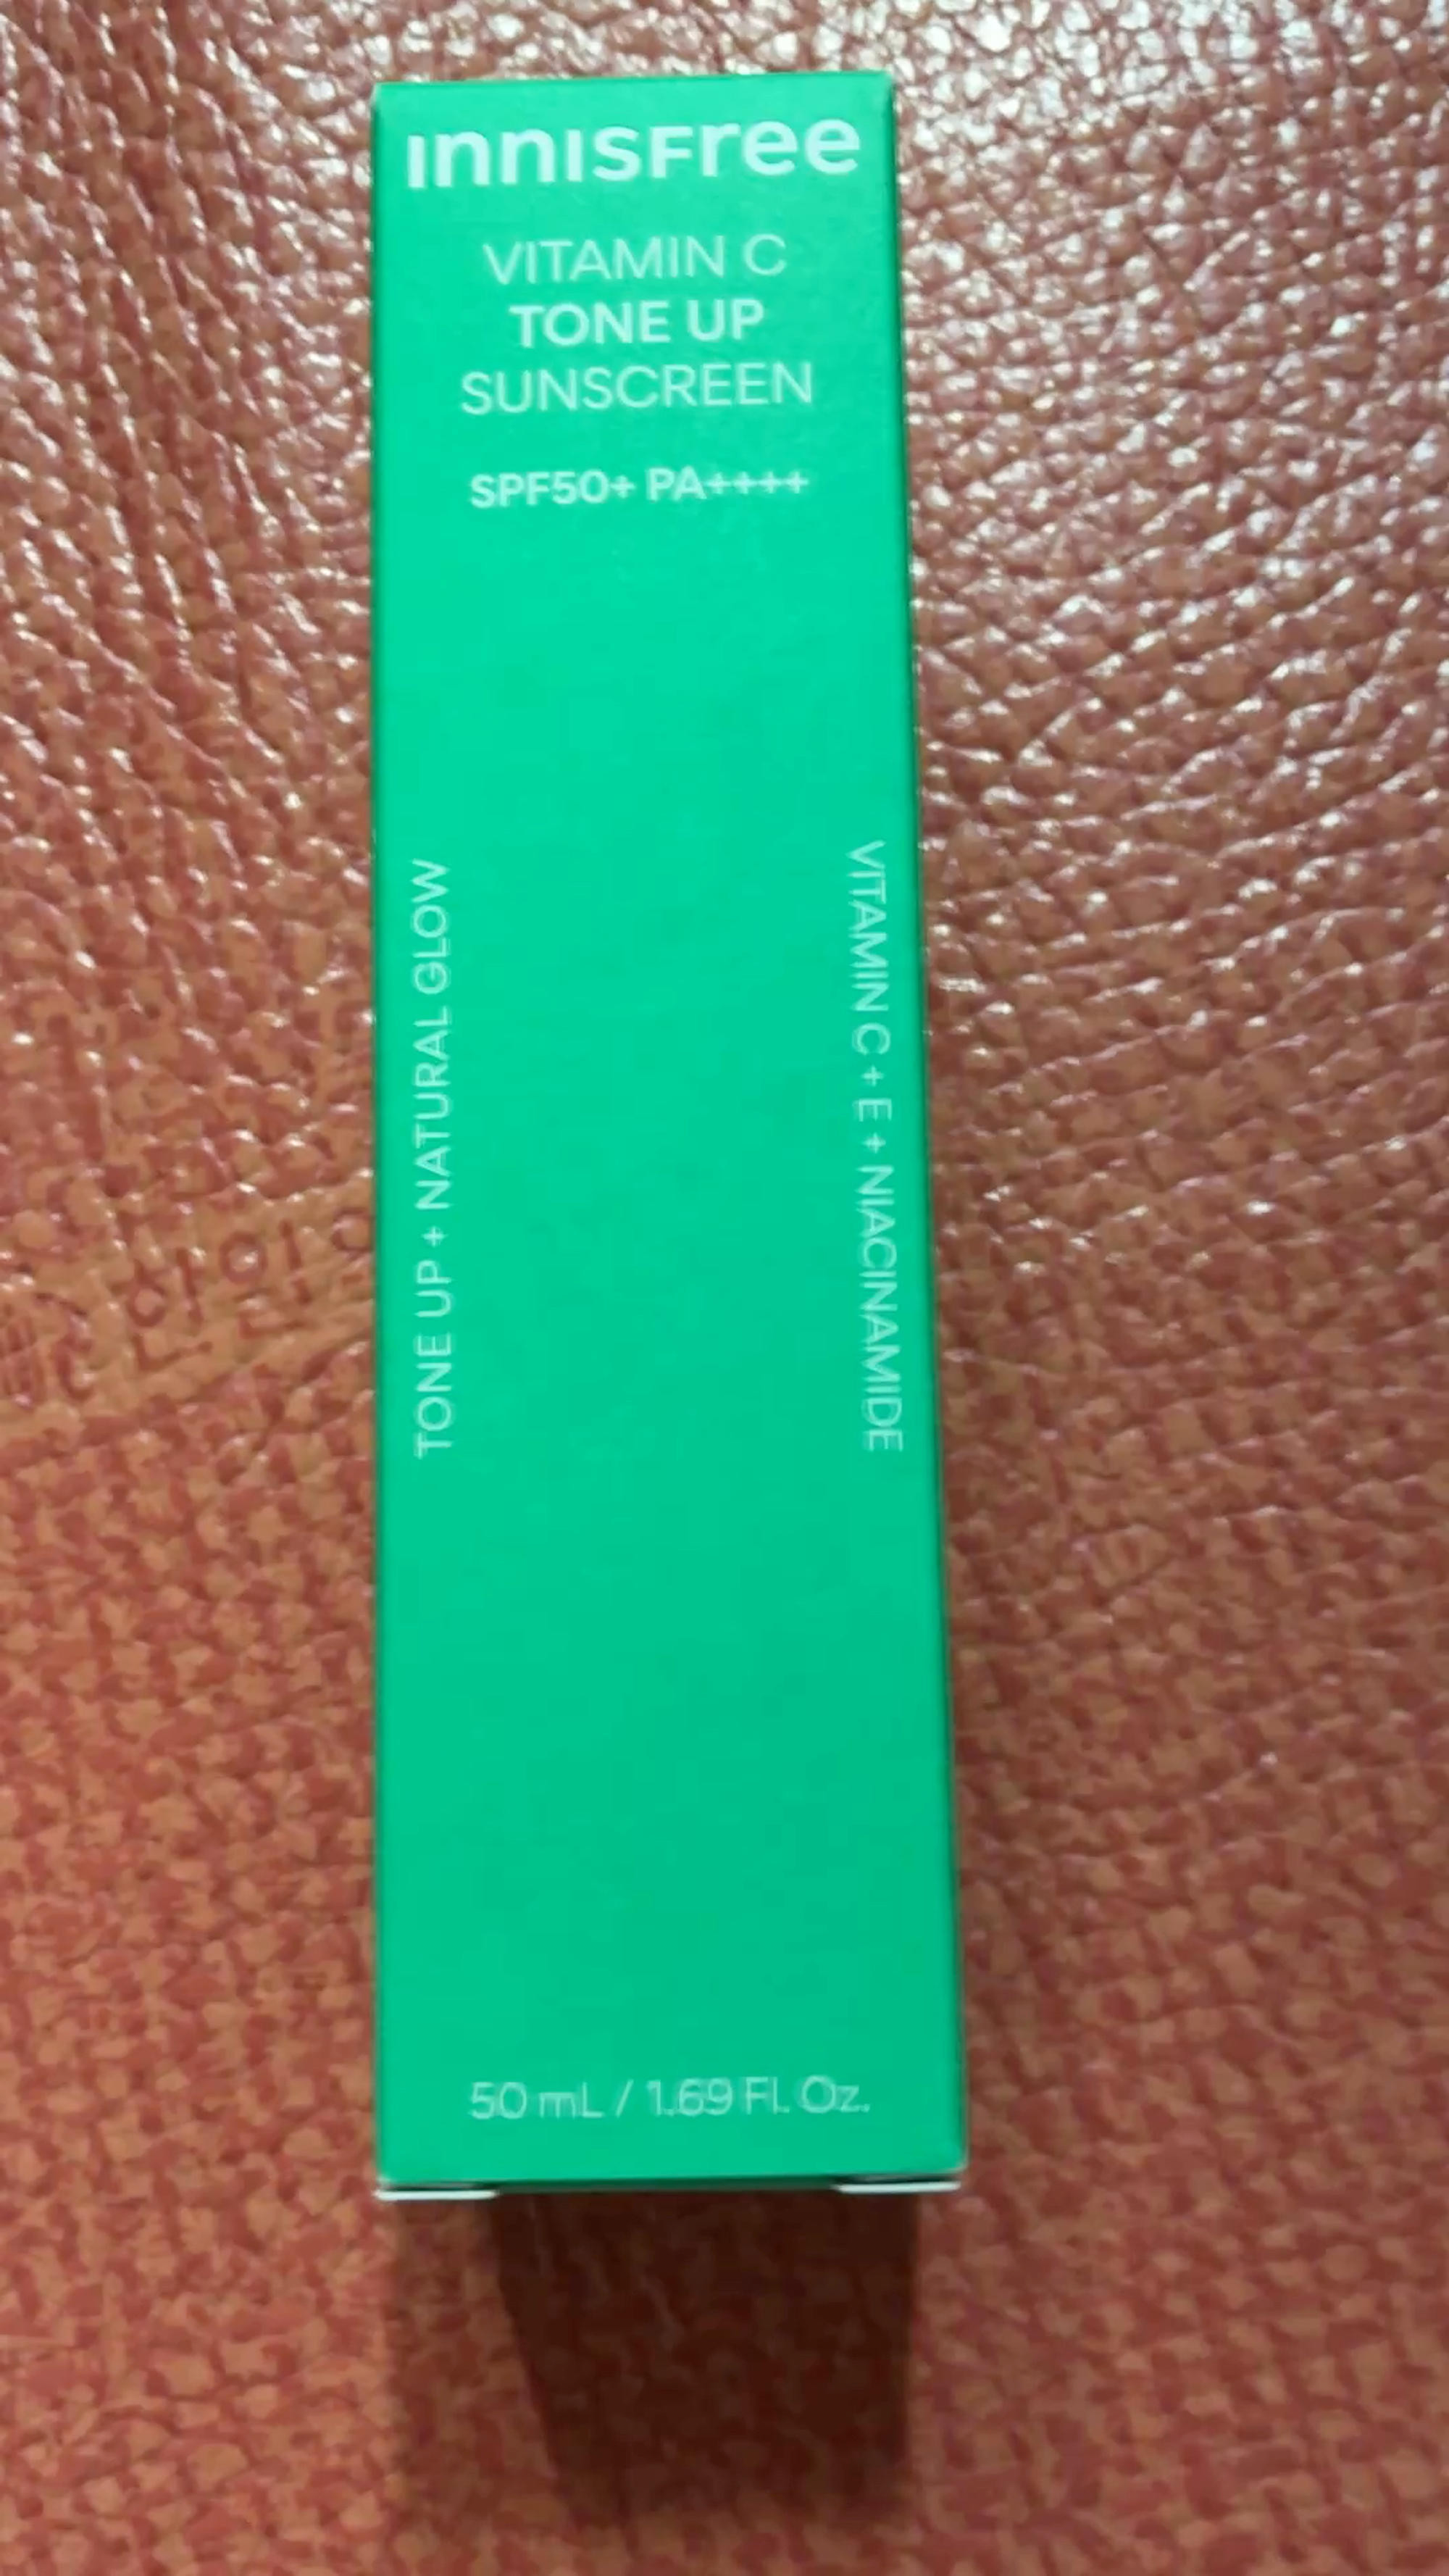 innisfree
VITAMIN C
TONE UP
SUNSCREEN
SPF50+ PA++++
TONE UP + NATURAL GLOW
VITAMIN C + E + NIACINAMIDE
50 mL / 1.69 Fl. Oz.